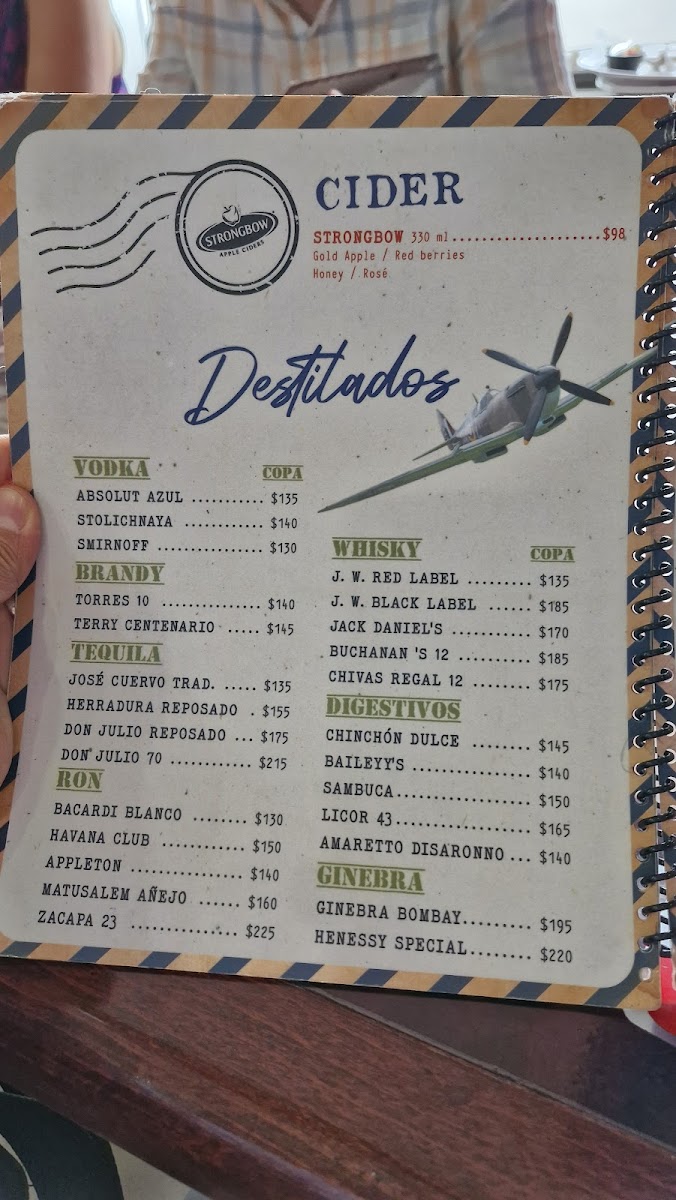 STRONGBOW
APPLE CIDERS
CIDER
STRONGBOW 330 ml.....................$98
Gold Apple / Red berries
Honey / Rosé
Destilados
VODKA COPA
ABSOLUT AZUL ........... $135
STOLICHNAYA ............ $140
SMIRNOFF ................ $130
BRANDY
TORRES 10 ............... $140
TERRY CENTENARIO ..... $145
TEQUILA
JOSÉ CUERVO TRAD. ..... $135
HERRADURA REPOSADO . $155
DON JULIO REPOSADO ... $175
DON JULIO 70 ............ $215
RON
BACARDI BLANCO ........ $130
HAVANA CLUB ............ $150
APPLETON ................ $140
MATUSALEM AÑEJO ...... $160
ZACAPA 23 ............... $225
WHISKY COPA
J. W. RED LABEL ......... $135
J. W. BLACK LABEL ...... $185
JACK DANIEL'S ........... $170
BUCHANAN 'S 12 .......... $185
CHIVAS REGAL 12 ........ $175
DIGESTIVOS
CHINCHÓN DULCE ........ $145
BAILEYY'S ................ $140
SAMBUCA.................. $150
LICOR 43.................. $165
AMARETTO DISARONNO ... $140
GINEBRA
GINEBRA BOMBAY......... $195
HENESSY SPECIAL........ $220